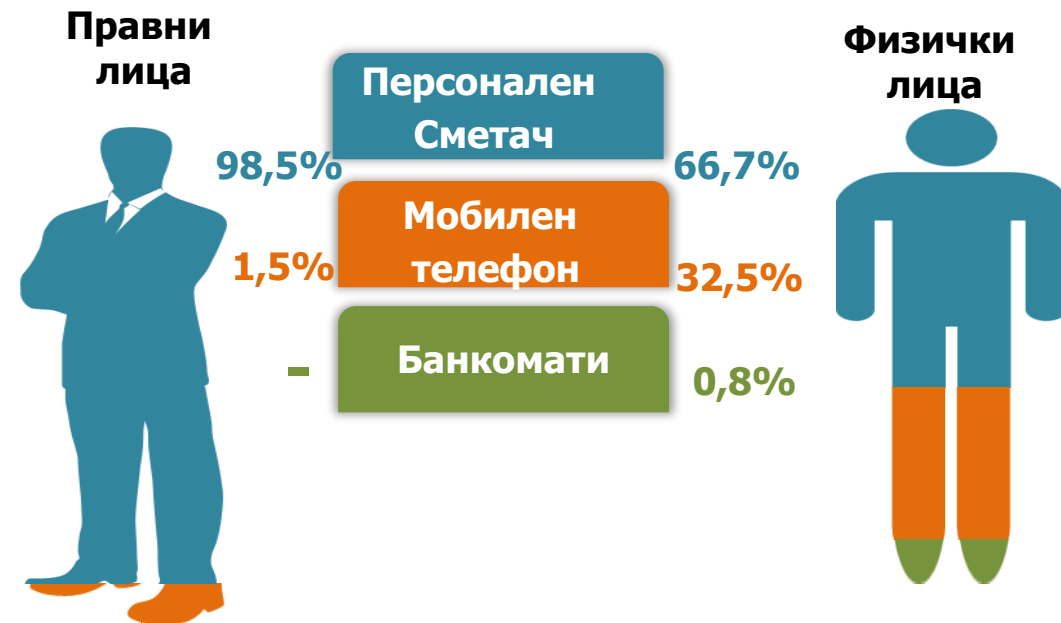 Правни
лица
Физички
лица
Персонален
Сметач
98,5%
66,7%
Мобилен
телефон
1,5%
32,5%
Банкомати
-
0,8%